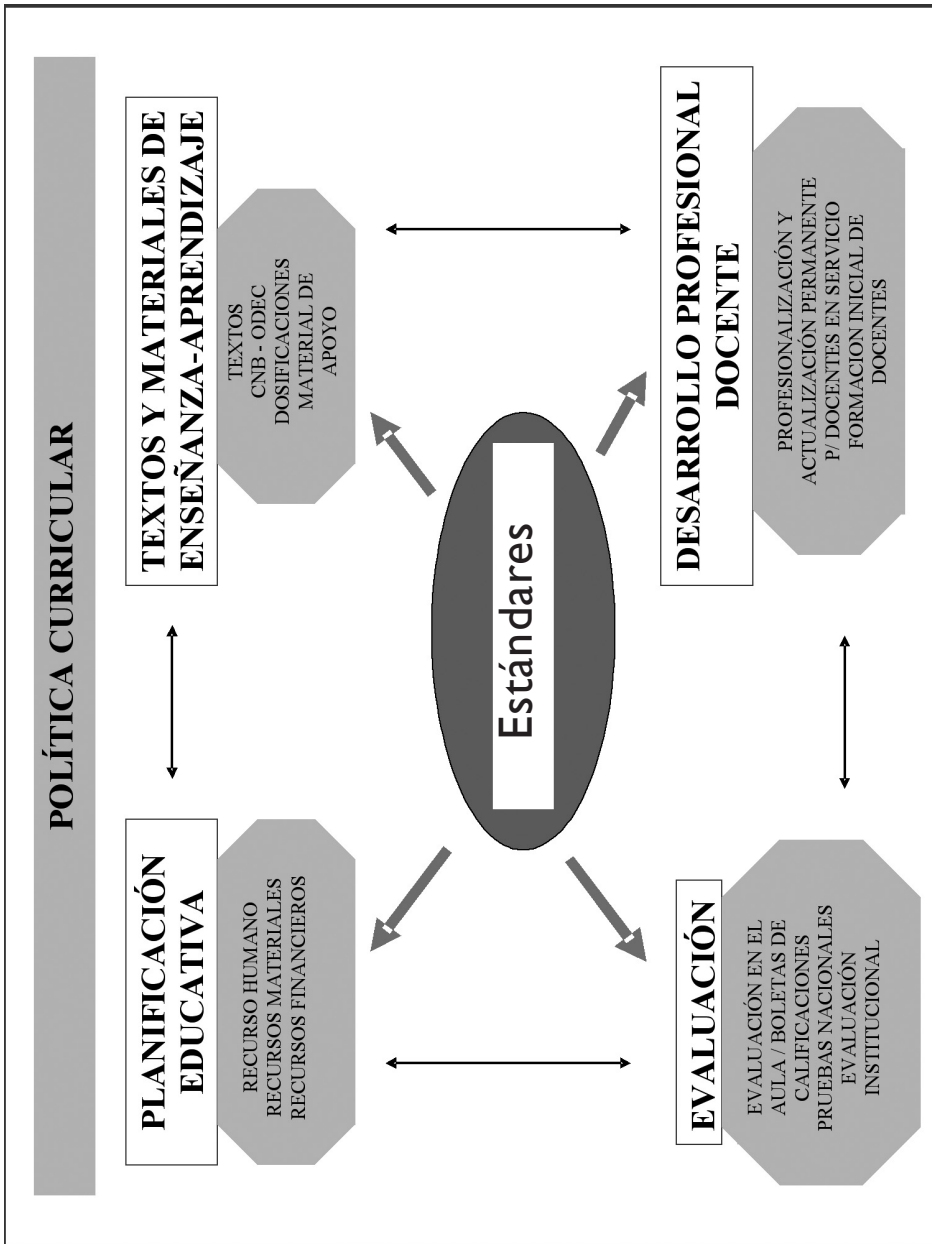 POLÍTICA CURRICULAR
PLANIFICACIÓN
EDUCATIVA
RECURSO HUMANO
RECURSOS MATERIALES
RECURSOS FINANCIEROS
TEXTOS Y MATERIALES DE
ENSEÑANZA-APRENDIZAJE
TEXTOS
CNB - ODEC
DOSIFICACIONES
MATERIAL DE
APOYO
Estándares
EVALUACIÓN
EVALUACIÓN EN EL
AULA / BOLETAS DE
CALIFICACIONES
PRUEBAS NACIONALES
EVALUACIÓN
INSTITUCIONAL
DESARROLLO PROFESIONAL
DOCENTE
PROFESIONALIZACIÓN Y
ACTUALIZACIÓN PERMANENTE
P/ DOCENTES EN SERVICIO
FORMACION INICIAL DE
DOCENTES